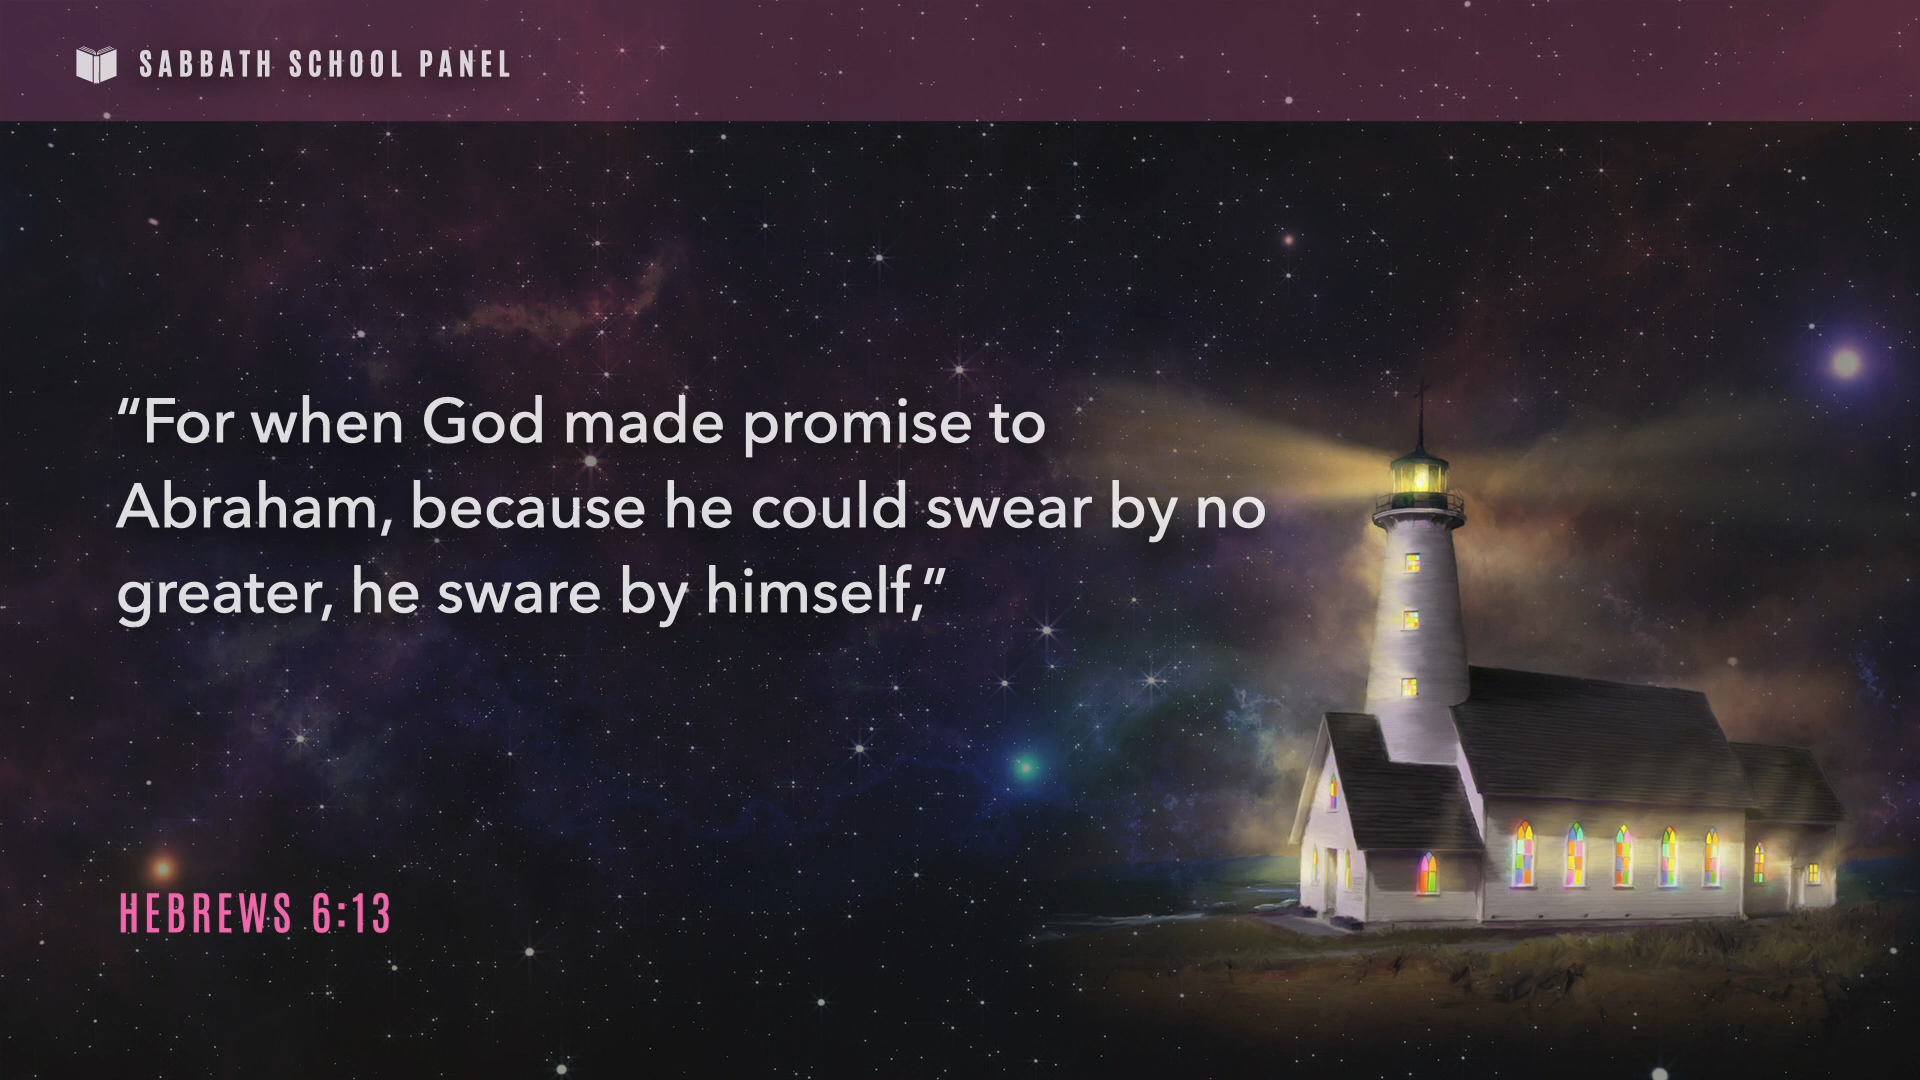 SABBATH SCHOOL PANEL
“For when God made promise to
Abraham, because he could swear by no
greater, he sware by himself,”
HEBREWS 6:13